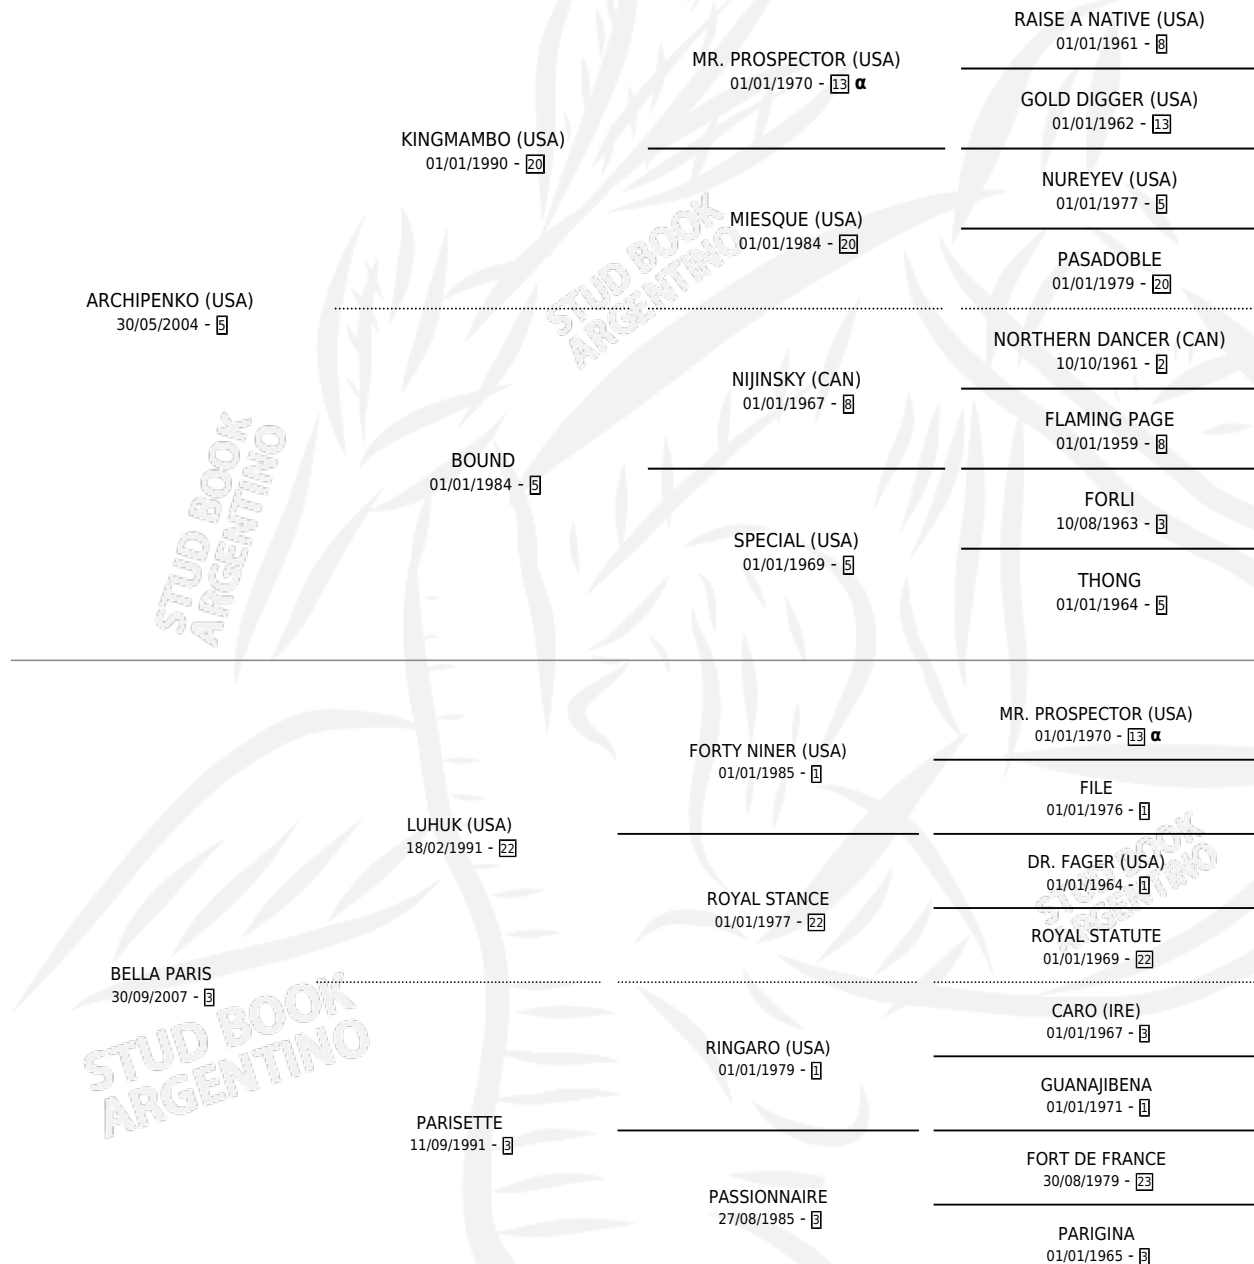 RAISE A NATIVE (USA)
01/01/1961 - 8
MR. PROSPECTOR (USA)
01/01/1970 - 13 α
GOLD DIGGER (USA)
01/01/1962 - 13
KINGMAMBO (USA)
01/01/1990 - 20
NUREYEV (USA)
01/01/1977 - 5
MIESQUE (USA)
01/01/1984 - 20
PASADOBLE
01/01/1979 - 20
ARCHIPENKO (USA)
30/05/2004 - 5
NORTHERN DANCER (CAN)
10/10/1961 - 2
NIJINSKY (CAN)
01/01/1967 - 8
FLAMING PAGE
01/01/1959 - 8
BOUND
01/01/1984 - 5
FORLI
10/08/1963 - 3
SPECIAL (USA)
01/01/1969 - 5
THONG
01/01/1964 - 5
MR. PROSPECTOR (USA)
01/01/1970 - 13 α
FORTY NINER (USA)
01/01/1985 - 1
FILE
01/01/1976 - 1
LUHUK (USA)
18/02/1991 - 22
DR. FAGER (USA)
01/01/1964 - 1
ROYAL STANCE
01/01/1977 - 22
ROYAL STATUTE
01/01/1969 - 22
BELLA PARIS
30/09/2007 - 3
CARO (IRE)
01/01/1967 - 3
RINGARO (USA)
01/01/1979 - 1
GUANAJIBENA
01/01/1971 - 1
PARISETTE
11/09/1991 - 3
FORT DE FRANCE
30/08/1979 - 23
PASSIONNAIRE
27/08/1985 - 3
PARIGINA
01/01/1965 - 3
STUD BOOK
ARGENTINO
STUD BOOK
ARGENTINO
STUD BOOK
ARGENTINO
STUD BOOK
ARGENTINO